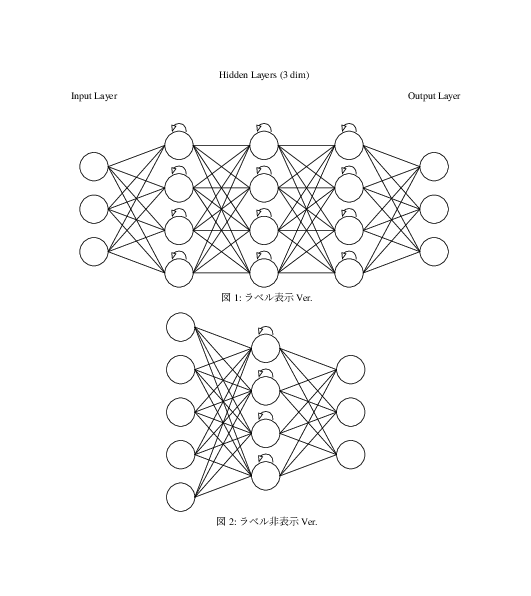 Hidden Layers (3 dim)
Input Layer
Output Layer
図 1: ラベル表示 Ver.
図 2: ラベル非表示 Ver.